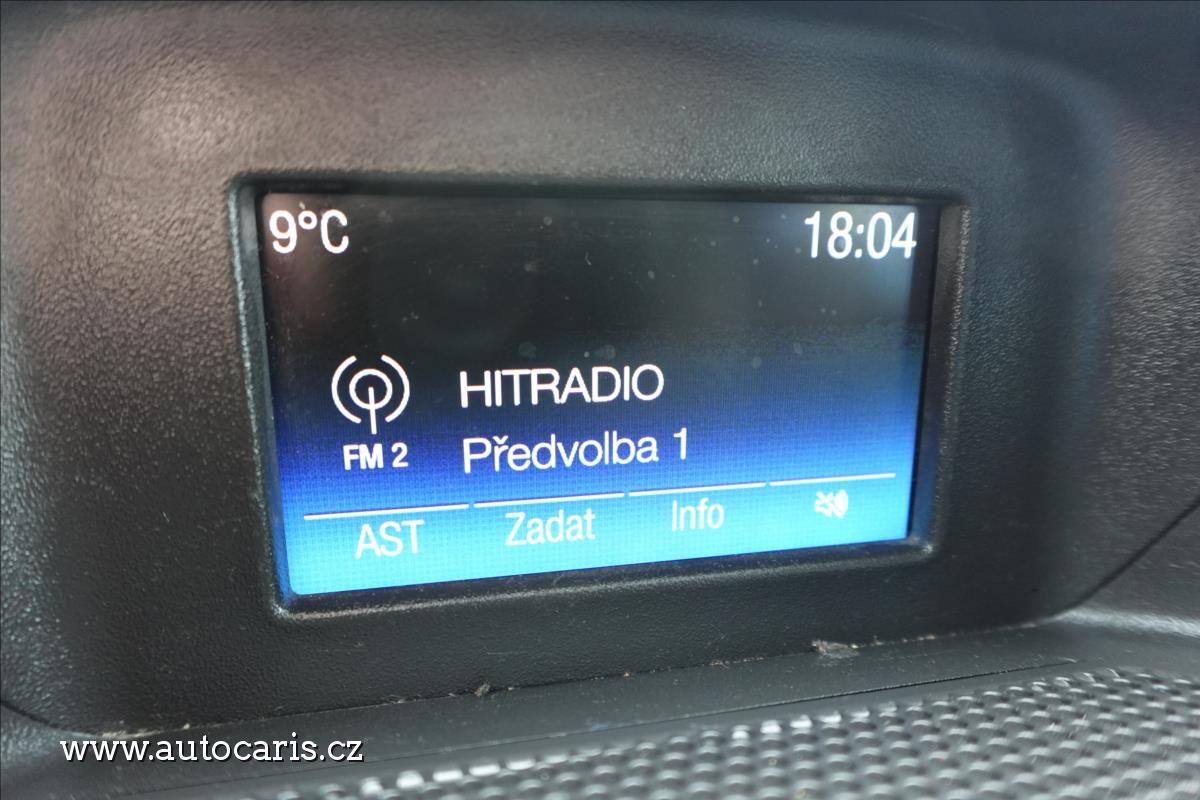 9°C 18:04
HITRADIO
FM 2 Předvolba 1
AST Zadat Info
www.autocaris.cz